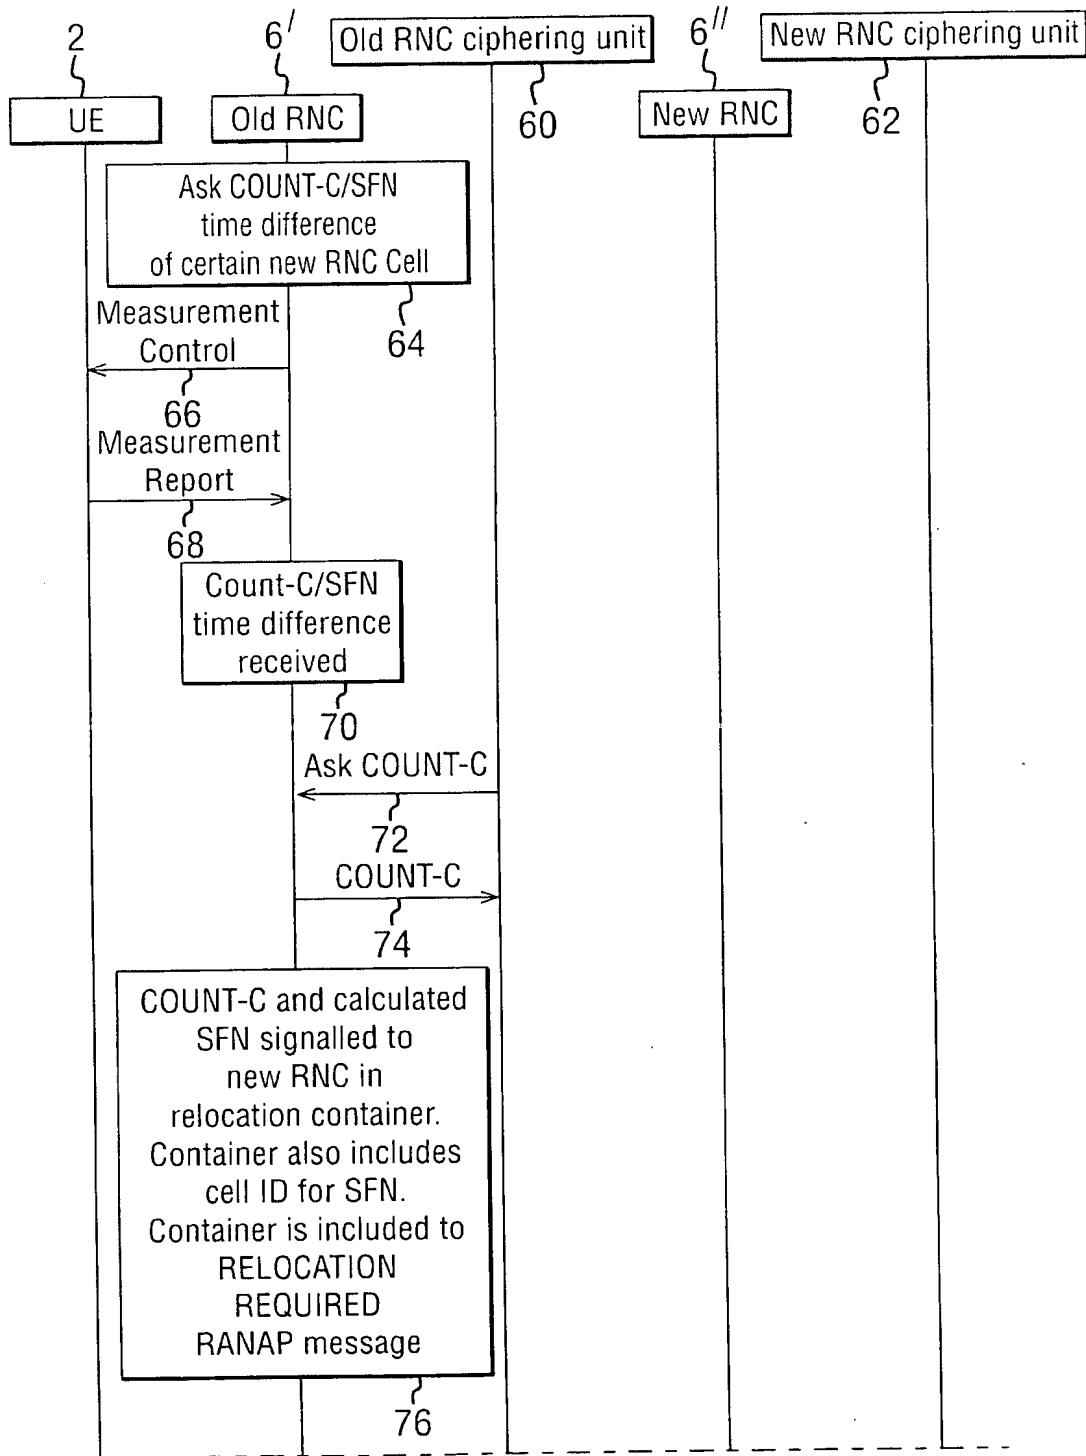 2
6′
Old RNC ciphering unit
6″
New RNC ciphering unit
UE
Old RNC
60
New RNC
62
Ask COUNT-C/SFN
time difference
of certain new RNC Cell
64
Measurement
Control
66
Measurement
Report
68
Count-C/SFN
time difference
received
70
Ask COUNT-C
72
COUNT-C
74
COUNT-C and calculated
SFN signalled to
new RNC in
relocation container.
Container also includes
cell ID for SFN.
Container is included to
RELOCATION
REQUIRED
RANAP message
76